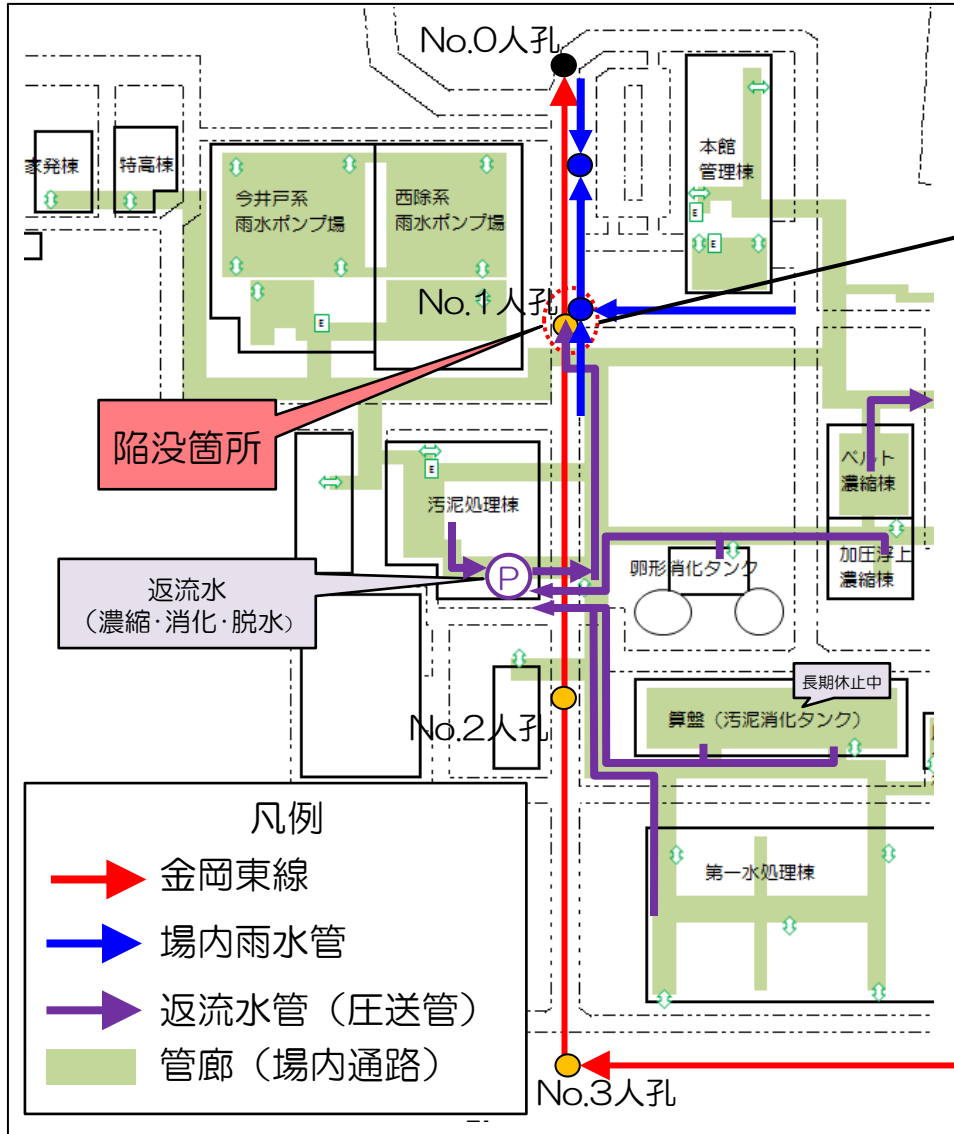 No.0人孔
家発棟
特高棟
今井戸系
雨水ポンプ場
西除系
雨水ポンプ場
本館
管理棟
E
E
No.1人孔
E
陥没箇所
E
汚泥処理棟
ベルト
濃縮棟
加圧浮上
濃縮棟
卵形消化タンク
P
返流水
（濃縮・消化・脱水）
長期休止中
算盤（汚泥消化タンク）
No.2人孔
第一水処理棟
凡例
金岡東線
場内雨水管
返流水管（圧送管）
管廊（場内通路）
No.3人孔